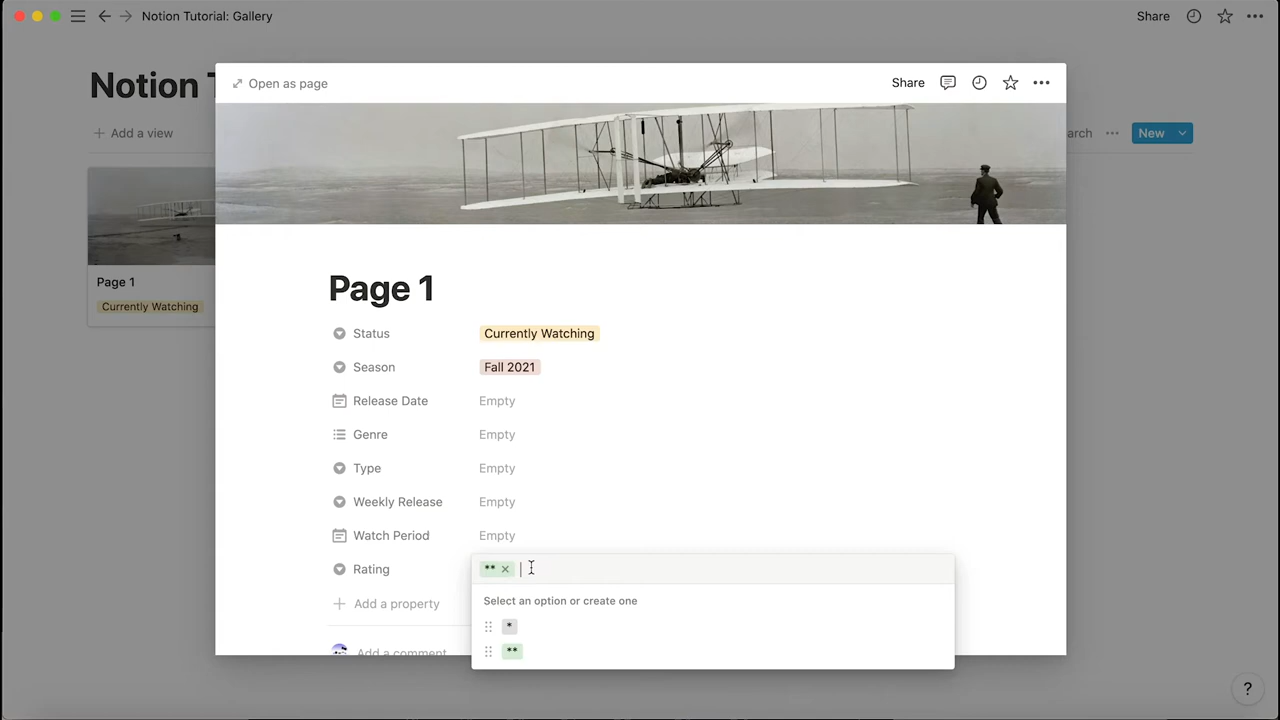 Notion Tutorial: Gallery
Share
Notion T
Add a view
arch
New
Open as page
Share
Page 1
Currently Watching
Page 1
Status Currently Watching
Season Fall 2021
Release Date Empty
Genre Empty
Type Empty
Weekly Release Empty
Watch Period Empty
Rating **
Add a property
Select an option or create one
*
**
Add a comment
?